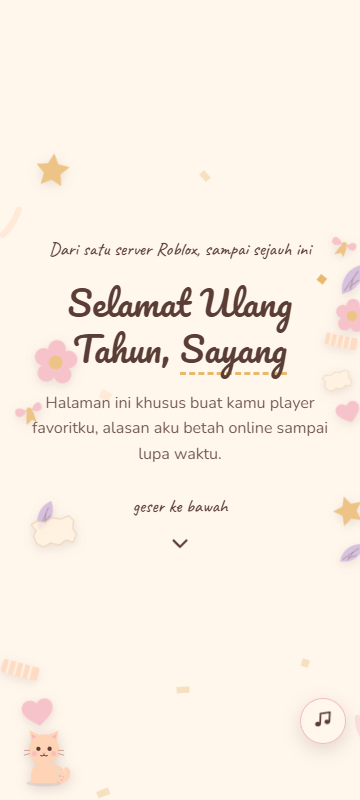 Dari satu server Roblox, sampai sejauh ini
Selamat Ulang
Tahun, Sayang
Halaman ini khusus buat kamu player
favoritku, alasan aku betah online sampai
lupa waktu.
geser ke bawah